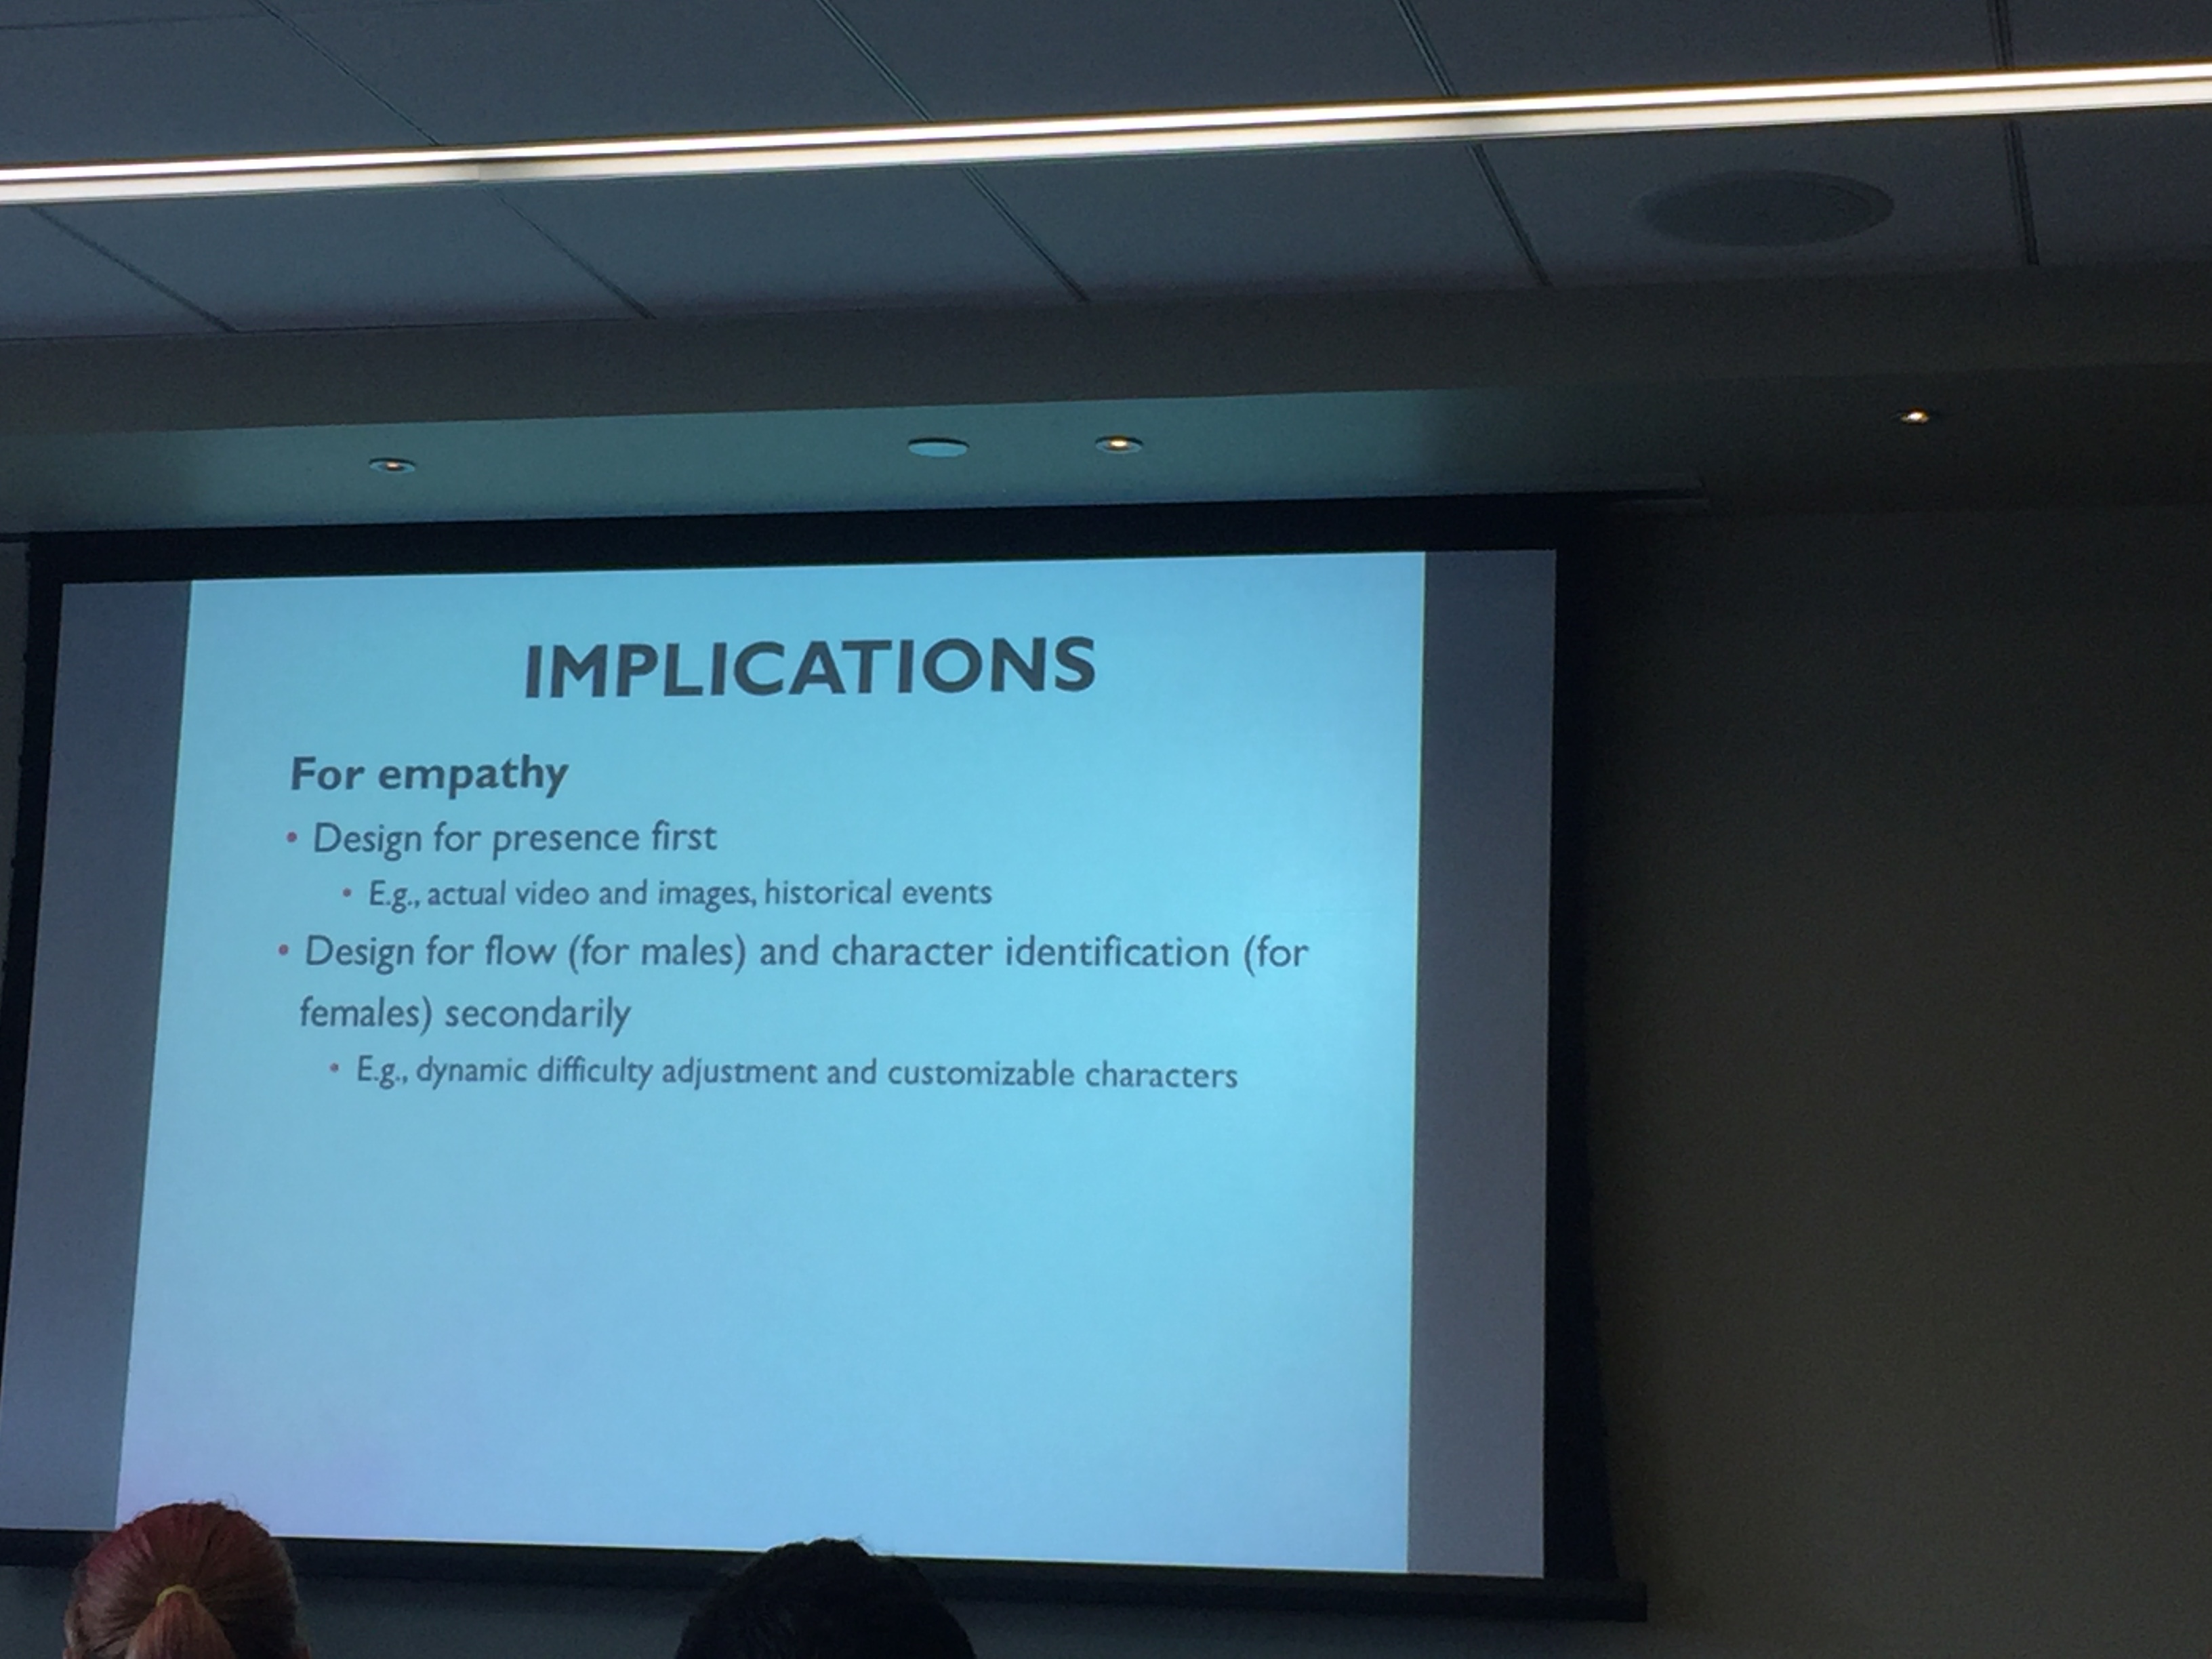 IMPLICATIONS
For empathy
• Design for presence first
• E.g., actual video and images, historical events
• Design for flow (for males) and character identification (for
females) secondarily
• E.g., dynamic difficulty adjustment and customizable characters